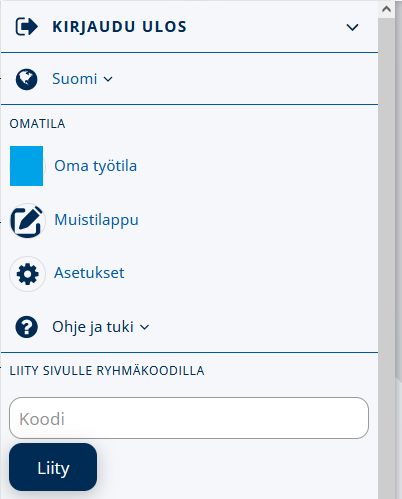 KIRJAUDU ULOS
Suomi
OMATILA
Oma työtila
Muistilappu
Asetukset
Ohje ja tuki
LIITY SIVULLE RYHMÄKOODILLA
Koodi
Liity